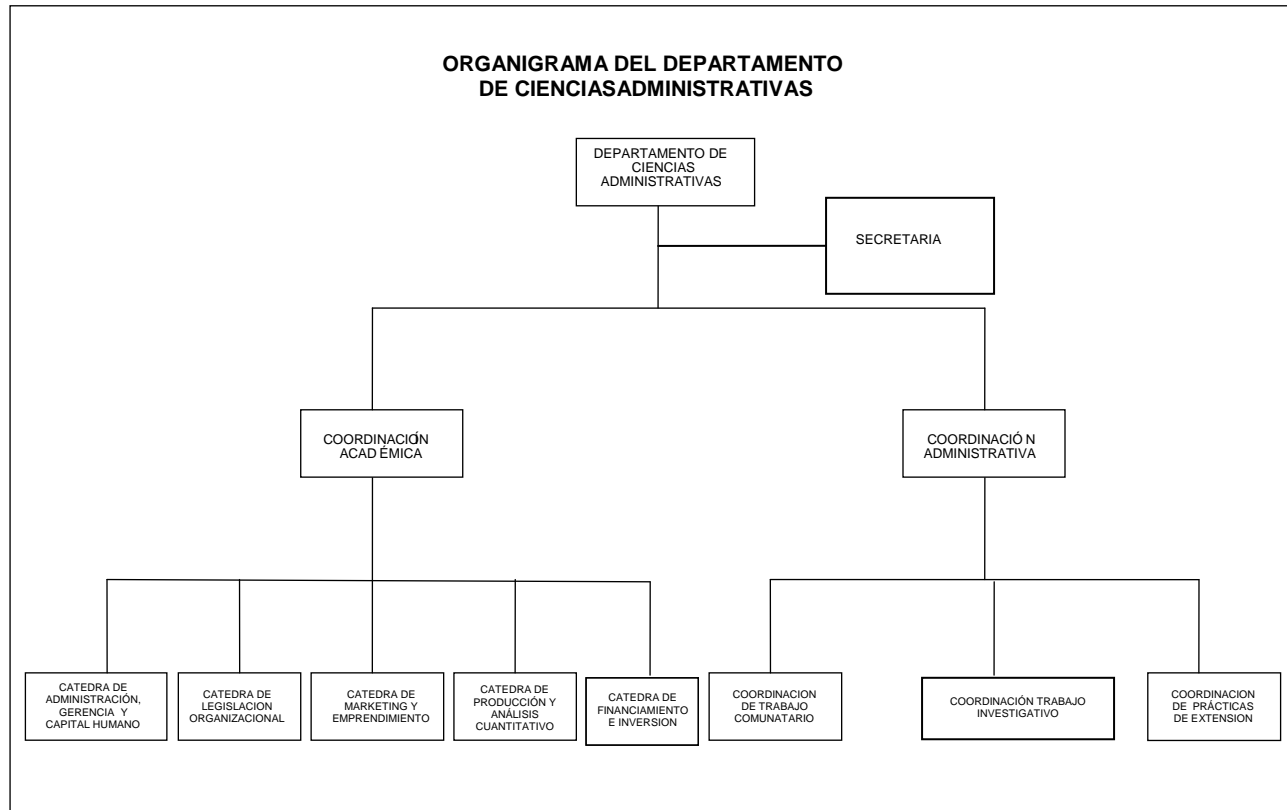 ORGANIGRAMA DEL DEPARTAMENTO
DE CIENCIASADMINISTRATIVAS
DEPARTAMENTO DE
CIENCIAS
ADMINISTRATIVAS
SECRETARIA
COORDINACIÓN
ACAD ÉMICA
COORDINACIÓ N
ADMINISTRATIVA
CATEDRA DE
ADMINISTRACIÓN,
GERENCIA Y
CAPITAL HUMANO
CATEDRA DE
LEGISLACION
ORGANIZACIONAL
CATEDRA DE
MARKETING Y
EMPRENDIMIENTO
CATEDRA DE
PRODUCCIÓN Y
ANÁLISIS
CUANTITATIVO
CATEDRA DE
FINANCIAMIENTO
E INVERSION
COORDINACION
DE TRABAJO
COMUNATARIO
COORDINACIÓN TRABAJO
INVESTIGATIVO
COORDINACION
DE PRÁCTICAS
DE EXTENSION